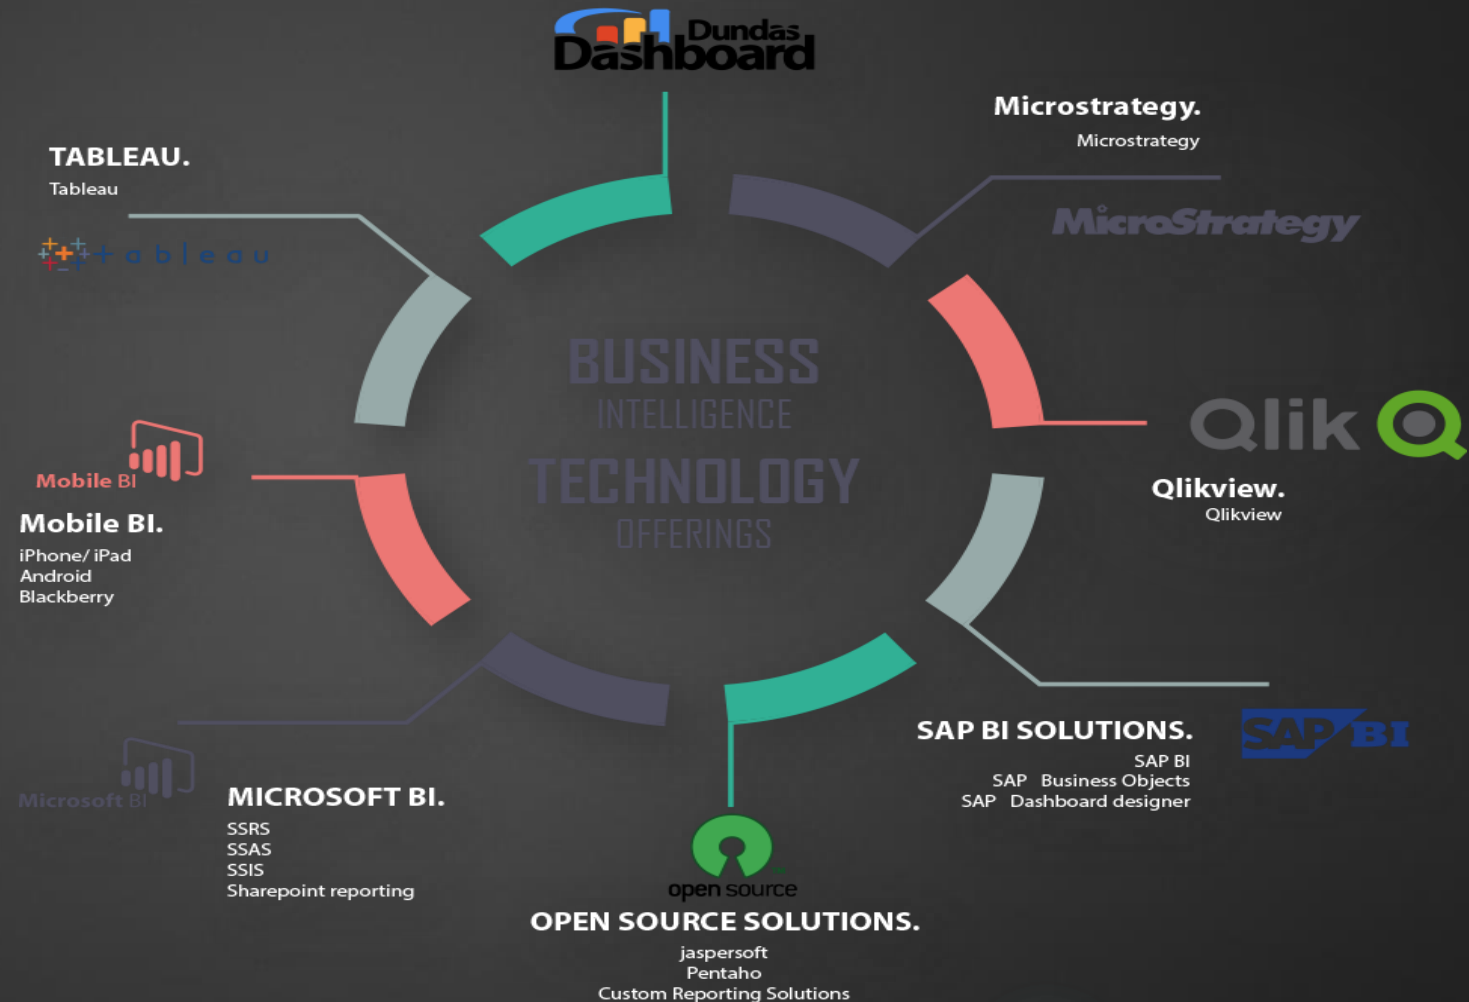 Dundas
Dashboard
Microstrategy.
Microstrategy
MicroStrategy
TABLEAU.
Tableau
tableau
BUSINESS
INTELLIGENCE
TECHNOLOGY
OFFERINGS
Qlik
Qlikview.
Qlikview
Mobile BI
Mobile BI.
iPhone/ iPad
Android
Blackberry
SAP BI SOLUTIONS.
SAP BI
SAP Business Objects
SAP Dashboard designer
SAP BI
Microsoft BI
MICROSOFT BI.
SSRS
SSAS
SSIS
Sharepoint reporting
open source
OPEN SOURCE SOLUTIONS.
jaspersoft
Pentaho
Custom Reporting Solutions